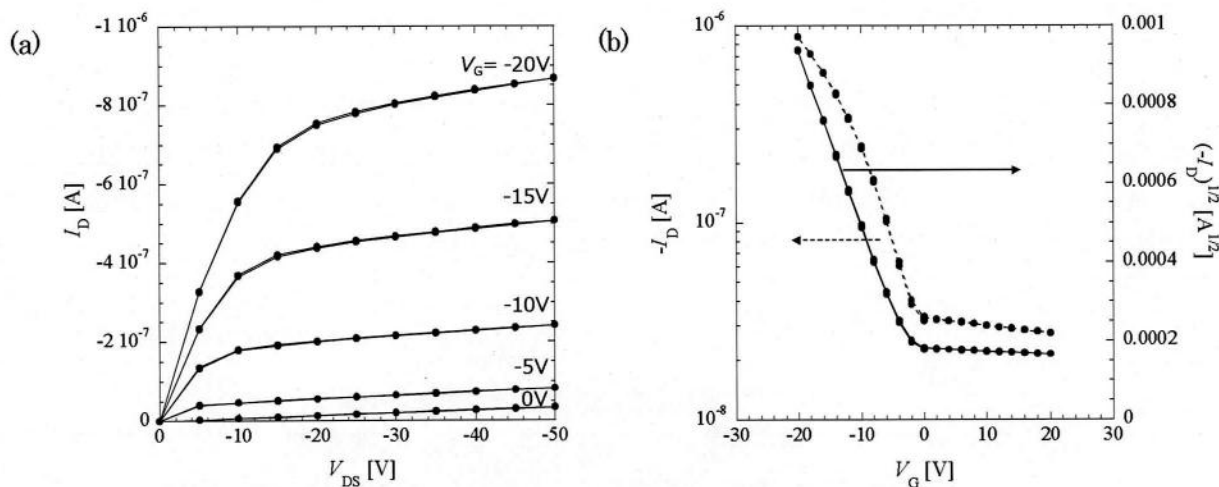 (a)
-1 10⁻⁶
-8 10⁻⁷
-6 10⁻⁷
-4 10⁻⁷
-2 10⁻⁷
0
I_D [A]
V_G= -20V
-15V
-10V
-5V
0V
0 -10 -20 -30 -40 -50
V_DS [V]
(b)
10⁻⁶
10⁻⁷
10⁻⁸
-I_D [A]
0.001
0.0008
0.0006
0.0004
0.0002
0
(-I_D)^1/2 [A^1/2]
-30 -20 -10 0 10 20 30
V_G [V]